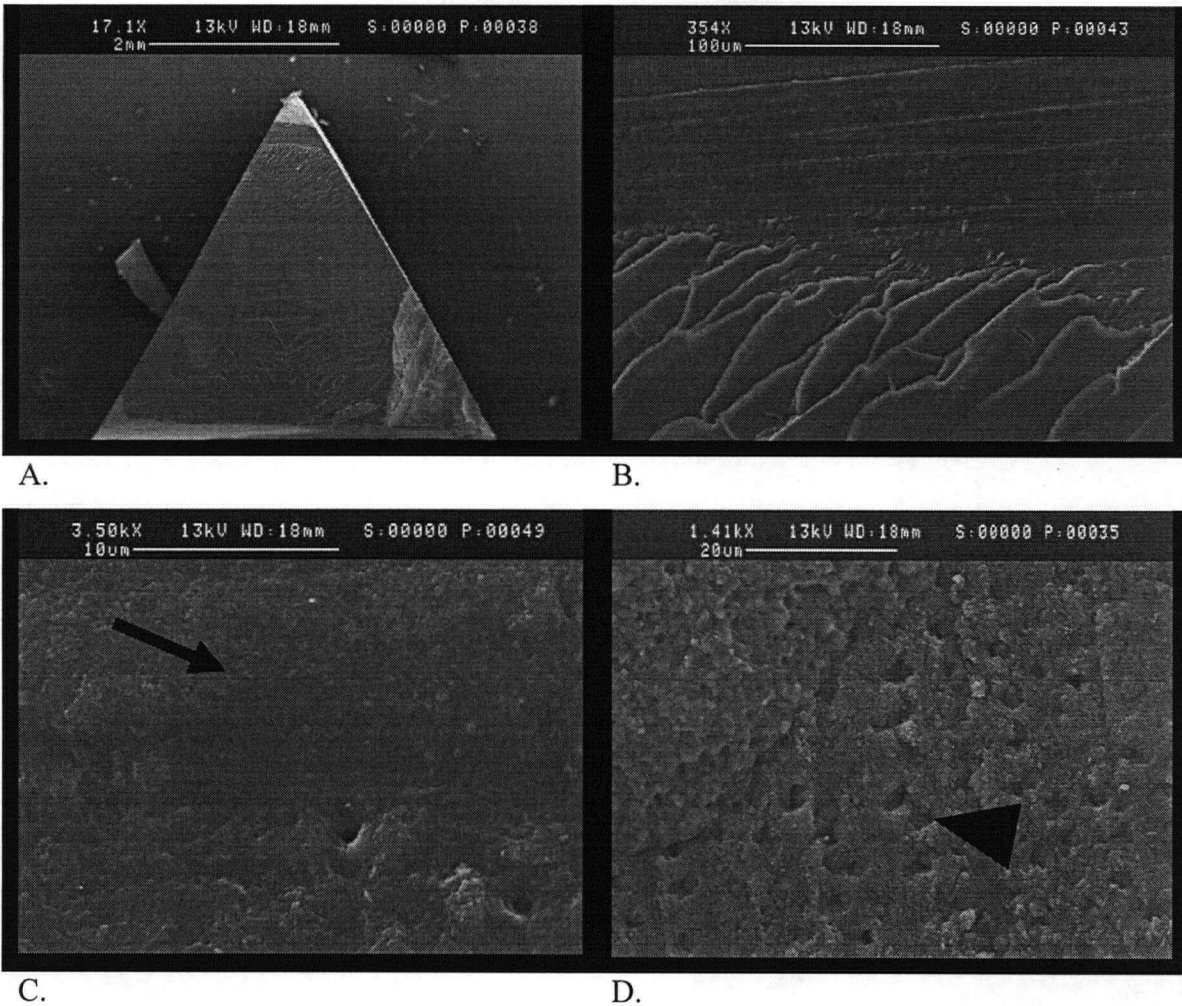 17.1X 13kV WD:18mm S:00000 P:00038
2mm
354X 13kV WD:18mm S:00000 P:00043
100um
A.
B.
3.50kX 13kV WD:18mm S:00000 P:00049
10um
1.41kX 13kV WD:18mm S:00000 P:00035
20um
C.
D.